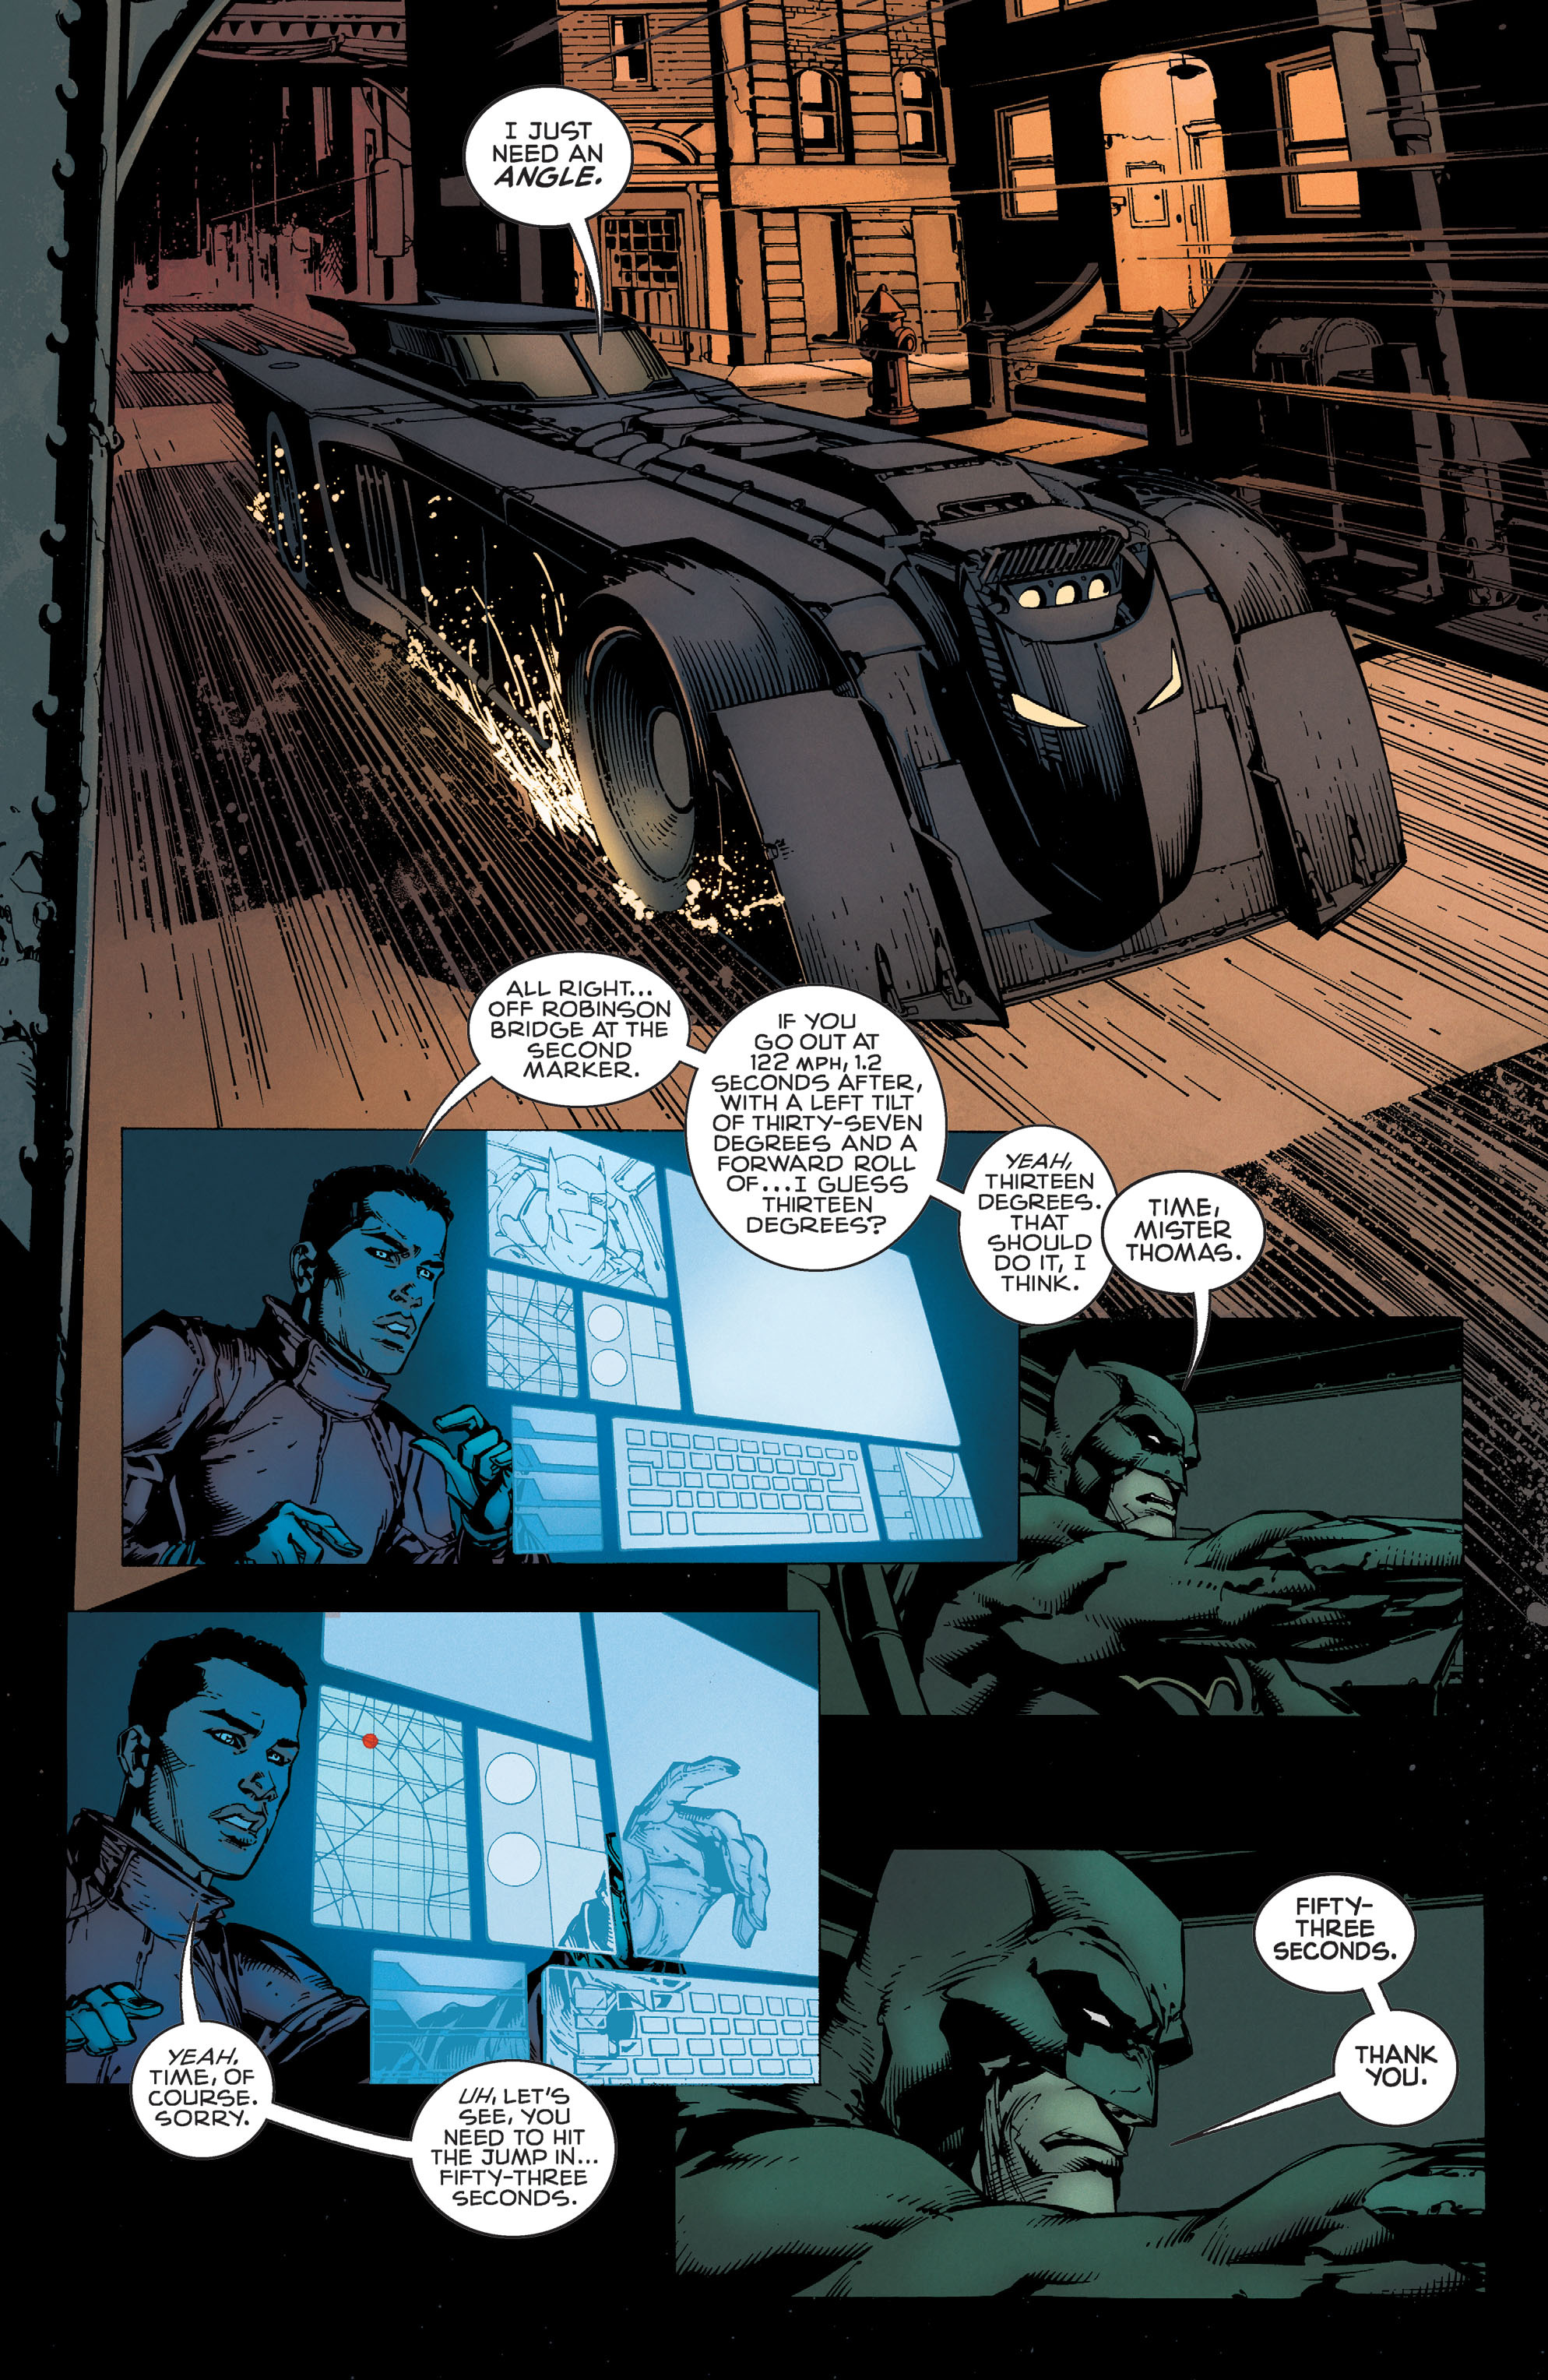 I JUST
NEED AN
ANGLE.
ALL RIGHT...
OFF ROBINSON
BRIDGE AT THE
SECOND
MARKER.
IF YOU
GO OUT AT
122 MPH, 1.2
SECONDS AFTER,
WITH A LEFT TILT
OF THIRTY-SEVEN
DEGREES AND A
FORWARD ROLL
OF...I GUESS
THIRTEEN
DEGREES?
YEAH,
THIRTEEN
DEGREES.
THAT
SHOULD
DO IT, I
THINK.
TIME,
MISTER
THOMAS.
YEAH,
TIME, OF
COURSE.
SORRY.
UH, LET'S
SEE, YOU
NEED TO HIT
THE JUMP IN...
FIFTY-THREE
SECONDS.
FIFTY-
THREE
SECONDS.
THANK
YOU.